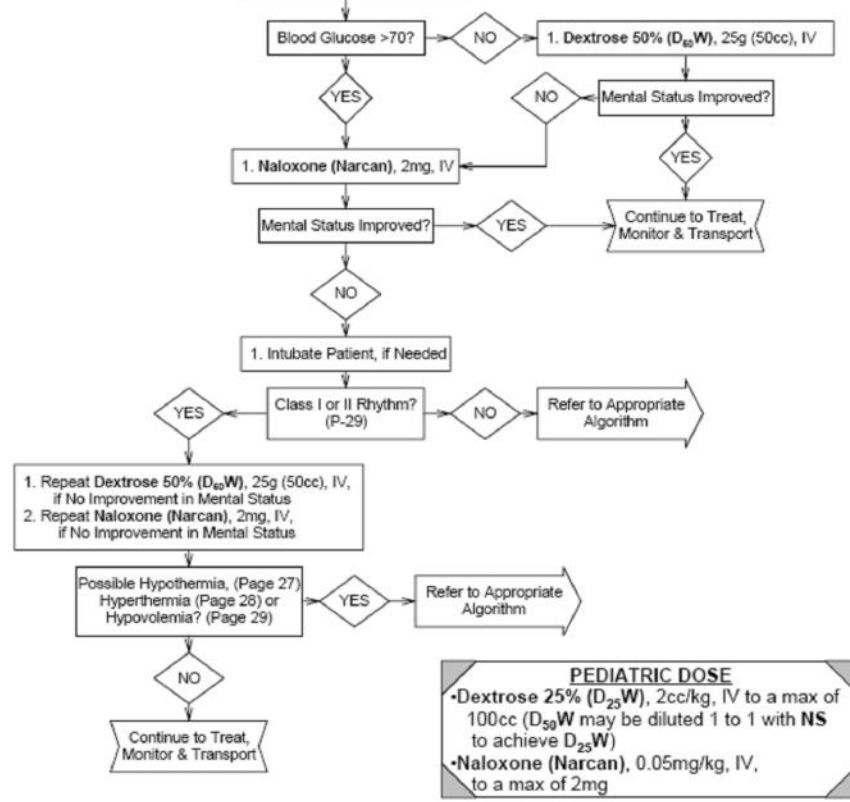 Blood Glucose >70?
NO
1. Dextrose 50% (D50W), 25g (50cc), IV
YES
NO
Mental Status Improved?
YES
1. Naloxone (Narcan), 2mg, IV
Mental Status Improved?
YES
Continue to Treat,
Monitor & Transport
NO
1. Intubate Patient, if Needed
YES
Class I or II Rhythm?
(P-29)
NO
Refer to Appropriate
Algorithm
1. Repeat Dextrose 50% (D50W), 25g (50cc), IV,
if No Improvement in Mental Status
2. Repeat Naloxone (Narcan), 2mg, IV,
if No Improvement in Mental Status
Possible Hypothemia, (Page 27)
Hyperthermia (Page 28) or
Hypovolemia? (Page 29)
YES
Refer to Appropriate
Algorithm
NO
Continue to Treat,
Monitor & Transport
PEDIATRIC DOSE
•Dextrose 25% (D25W), 2cc/kg, IV to a max of
100cc (D50W may be diluted 1 to 1 with NS
to achieve D25W)
•Naloxone (Narcan), 0.05mg/kg, IV,
to a max of 2mg